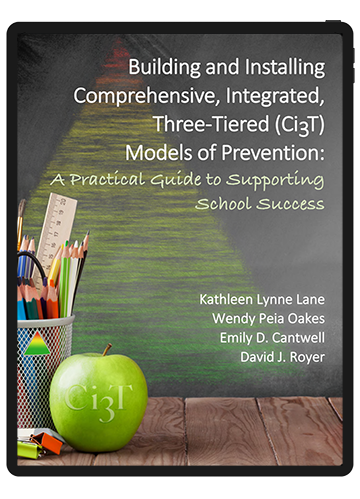 Building and Installing
Comprehensive, Integrated,
Three-Tiered (Ci3T)
Models of Prevention:
A Practical Guide to Supporting
School Success
Kathleen Lynne Lane
Wendy Peia Oakes
Emily D. Cantwell
David J. Royer
Ci3T